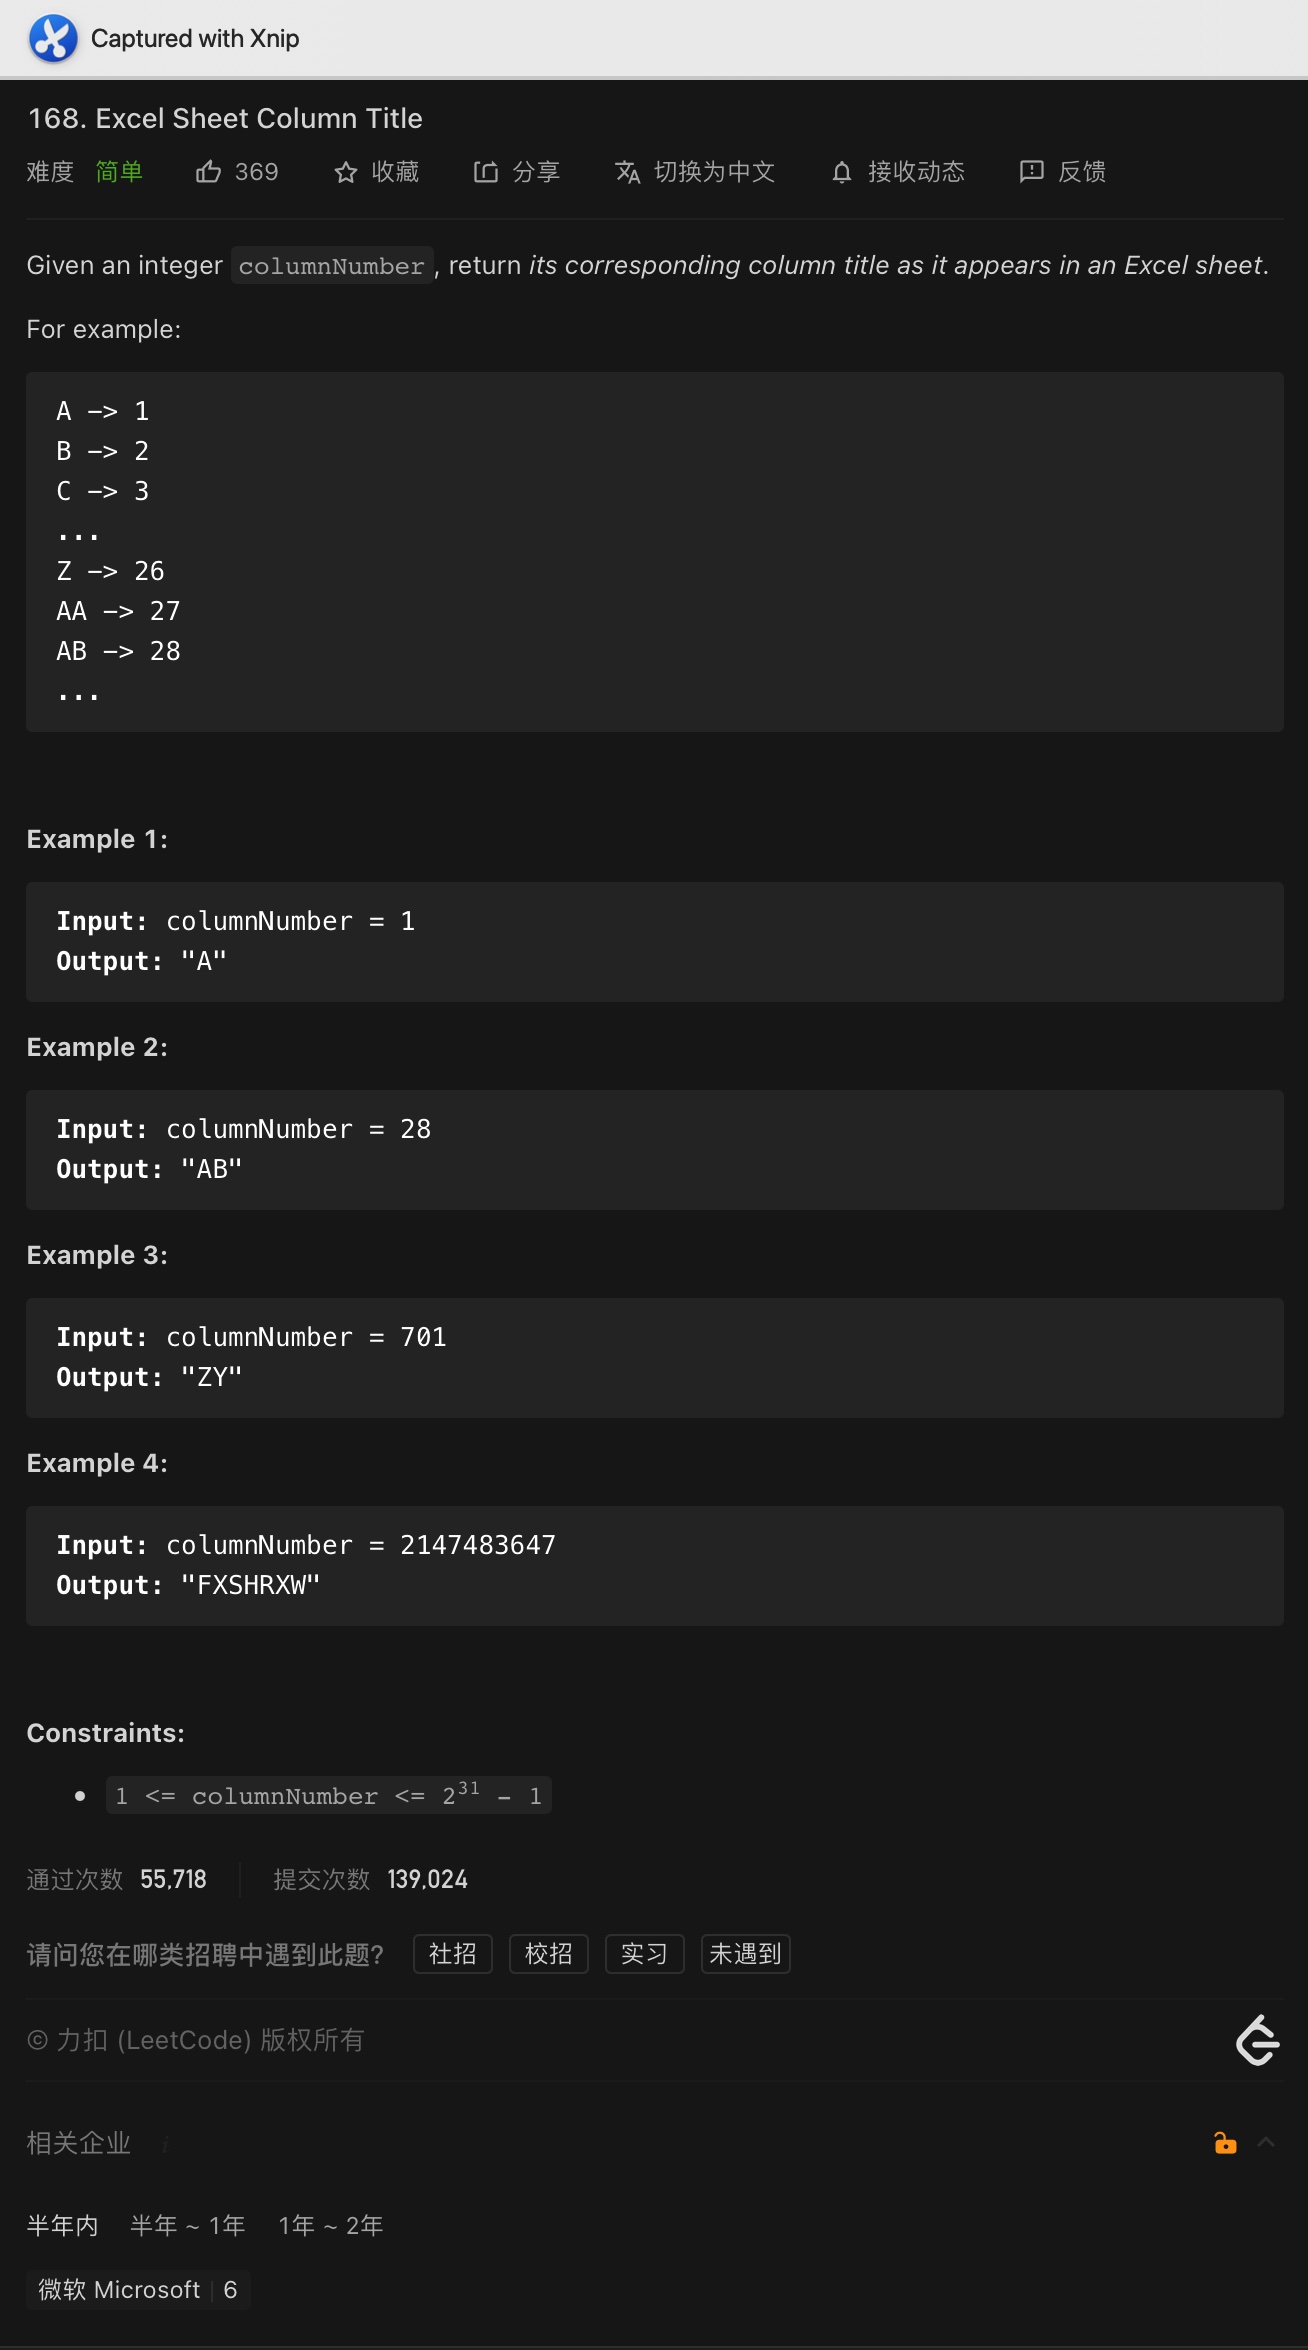 Captured with Xnip
168. Excel Sheet Column Title
难度 简单 369 收藏 分享 切换为中文 接收动态 反馈
Given an integer columnNumber, return its corresponding column title as it appears in an Excel sheet.
For example:
A -> 1
B -> 2
C -> 3
...
Z -> 26
AA -> 27
AB -> 28
...
Example 1:
Input: columnNumber = 1
Output: "A"
Example 2:
Input: columnNumber = 28
Output: "AB"
Example 3:
Input: columnNumber = 701
Output: "ZY"
Example 4:
Input: columnNumber = 2147483647
Output: "FXSHRXW"
Constraints:
• 1 <= columnNumber <= 2³¹ - 1
通过次数 55,718 提交次数 139,024
请问您在哪类招聘中遇到此题? 社招 校招 实习 未遇到
© 力扣 (LeetCode) 版权所有
相关企业 i
半年内 半年 ~ 1年 1年 ~ 2年
微软 Microsoft | 6